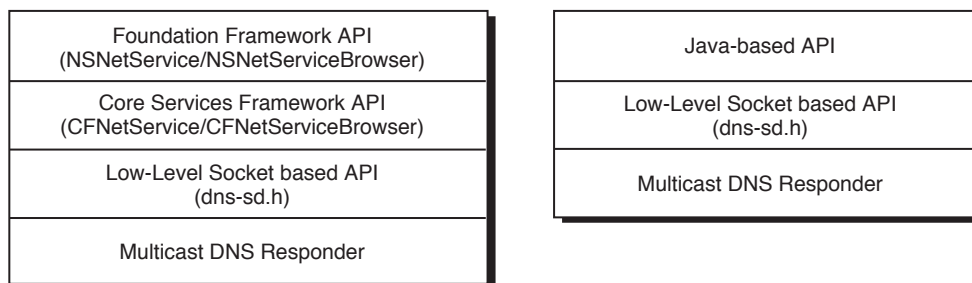 Foundation Framework API
(NSNetService/NSNetServiceBrowser)
Core Services Framework API
(CFNetService/CFNetServiceBrowser)
Low-Level Socket based API
(dns-sd.h)
Multicast DNS Responder
Java-based API
Low-Level Socket based API
(dns-sd.h)
Multicast DNS Responder